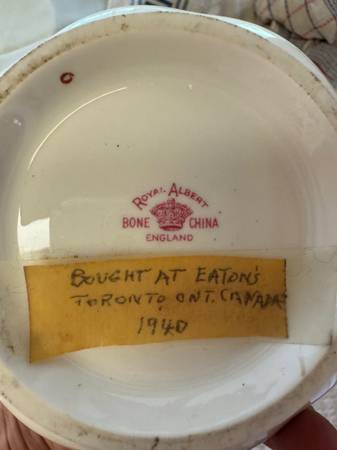 ROYAL ALBERT
BONE CHINA
ENGLAND
BOUGHT AT EATON'S
TORONTO, ONT. CANADA
1940